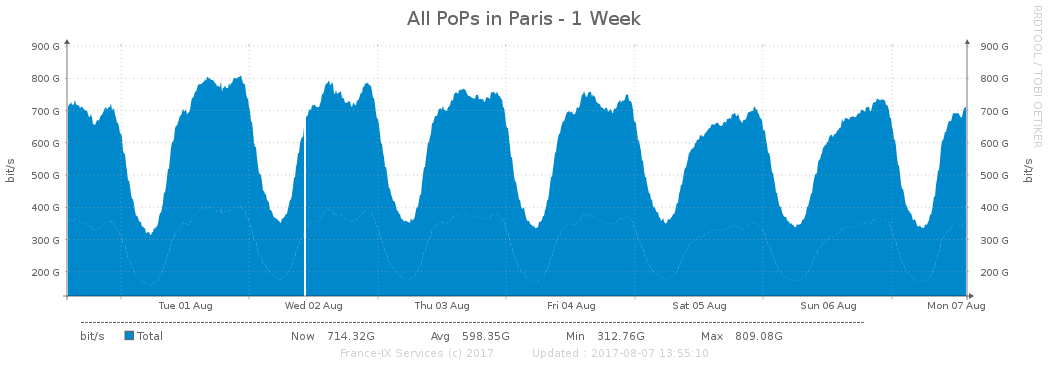 All PoPs in Paris - 1 Week
RRDTOOL / TOBI OETIKER
900 G 900 G
800 G 800 G
700 G 700 G
600 G 600 G
500 G 500 G
400 G 400 G
300 G 300 G
200 G 200 G
bit/s bit/s
Tue 01 Aug Wed 02 Aug Thu 03 Aug Fri 04 Aug Sat 05 Aug Sun 06 Aug Mon 07 Aug
bit/s Total Now 714.32G Avg 598.35G Min 312.76G Max 809.08G
France-IX Services (c) 2017 Updated : 2017-08-07 13:55:10